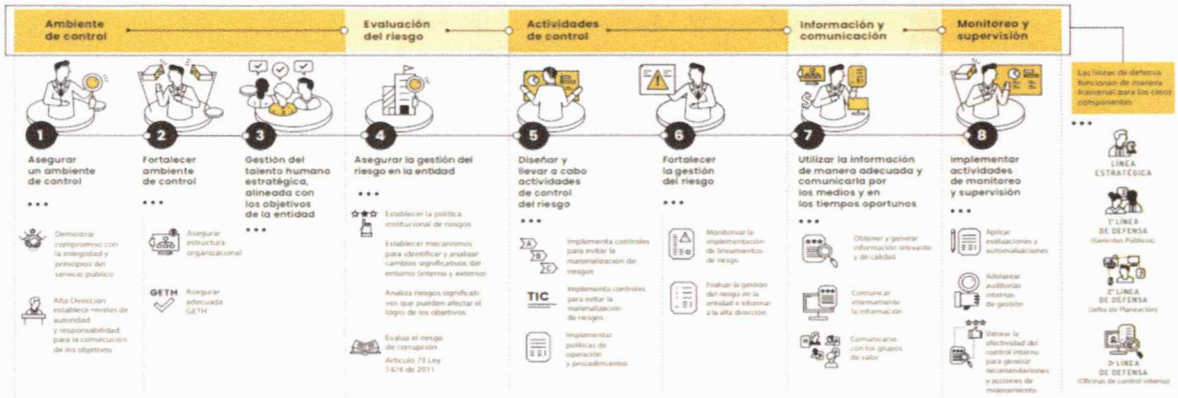 Ambiente
de control
Evaluación
del riesgo
Actividades
de control
Información y
comunicación
Monitoreo y
supervisión
Las líneas de defensa
funcionan de manera
trasversal para los cinco
componentes
1
Asegurar
un ambiente
de control
Demostrar
compromiso con
la integridad y
principios del
servicio público
Alta Dirección
establece niveles de
autoridad
y responsabilidad
para la consecución
de los objetivos
2
Fortalecer
ambiente
de control
Asegurar
estructura
organizacional
GETH
Asegurar
adecuada
GETH
3
Gestión del
talento humano
estratégica,
alineada con
los objetivos
de la entidad
4
Asegurar la gestión del
riesgo en la entidad
Establecer la política
institucional de riesgos
Establecer mecanismos
para identificar y analizar
cambios significativos del
entorno (interno y externo)
Analiza riesgos significati-
vos que pueden afectar el
logro de los objetivos
Evalua el riesgo
de corrupción
Articulo 73 Ley
1474 de 2011
5
Diseñar y
llevar a cabo
actividades
de control
del riesgo
A
B
C
Implementa controles
para evitar la
materialización de
riesgos
TIC
Implementa controles
para evitar la
materialización
de riesgos
Implementar
políticas de
operación
y procedimientos
6
Fortalecer
la gestión
del riesgo
Monitorear la
implementación
de lineamientos
de riesgo
Evaluar la gestión
del riesgo en la
entidad e informar
a la alta dirección
7
Utilizar la información
de manera adecuada y
comunicarla por
los medios y en
los tiempos oportunos
Obtener y generar
información relevante
y de calidad
Comunicar
internamente
la información
Comunicarse
con los grupos
de valor
8
Implementar
actividades
de monitoreo
y supervisión
Aplicar
evaluaciones y
autoevaluaciones
Adelantar
auditorías
internas
de gestión
Valorar la
efectividad del
control interno
para generar
recomendaciones
y acciones de
mejoramiento.
LÍNEA
ESTRATÉGICA
1ª LÍNEA
DE DEFENSA
(Gerentes Públicos)
2ª LÍNEA
DE DEFENSA
(Jefes de Planeación)
3ª LÍNEA
DE DEFENSA
(Oficinas de control interno)